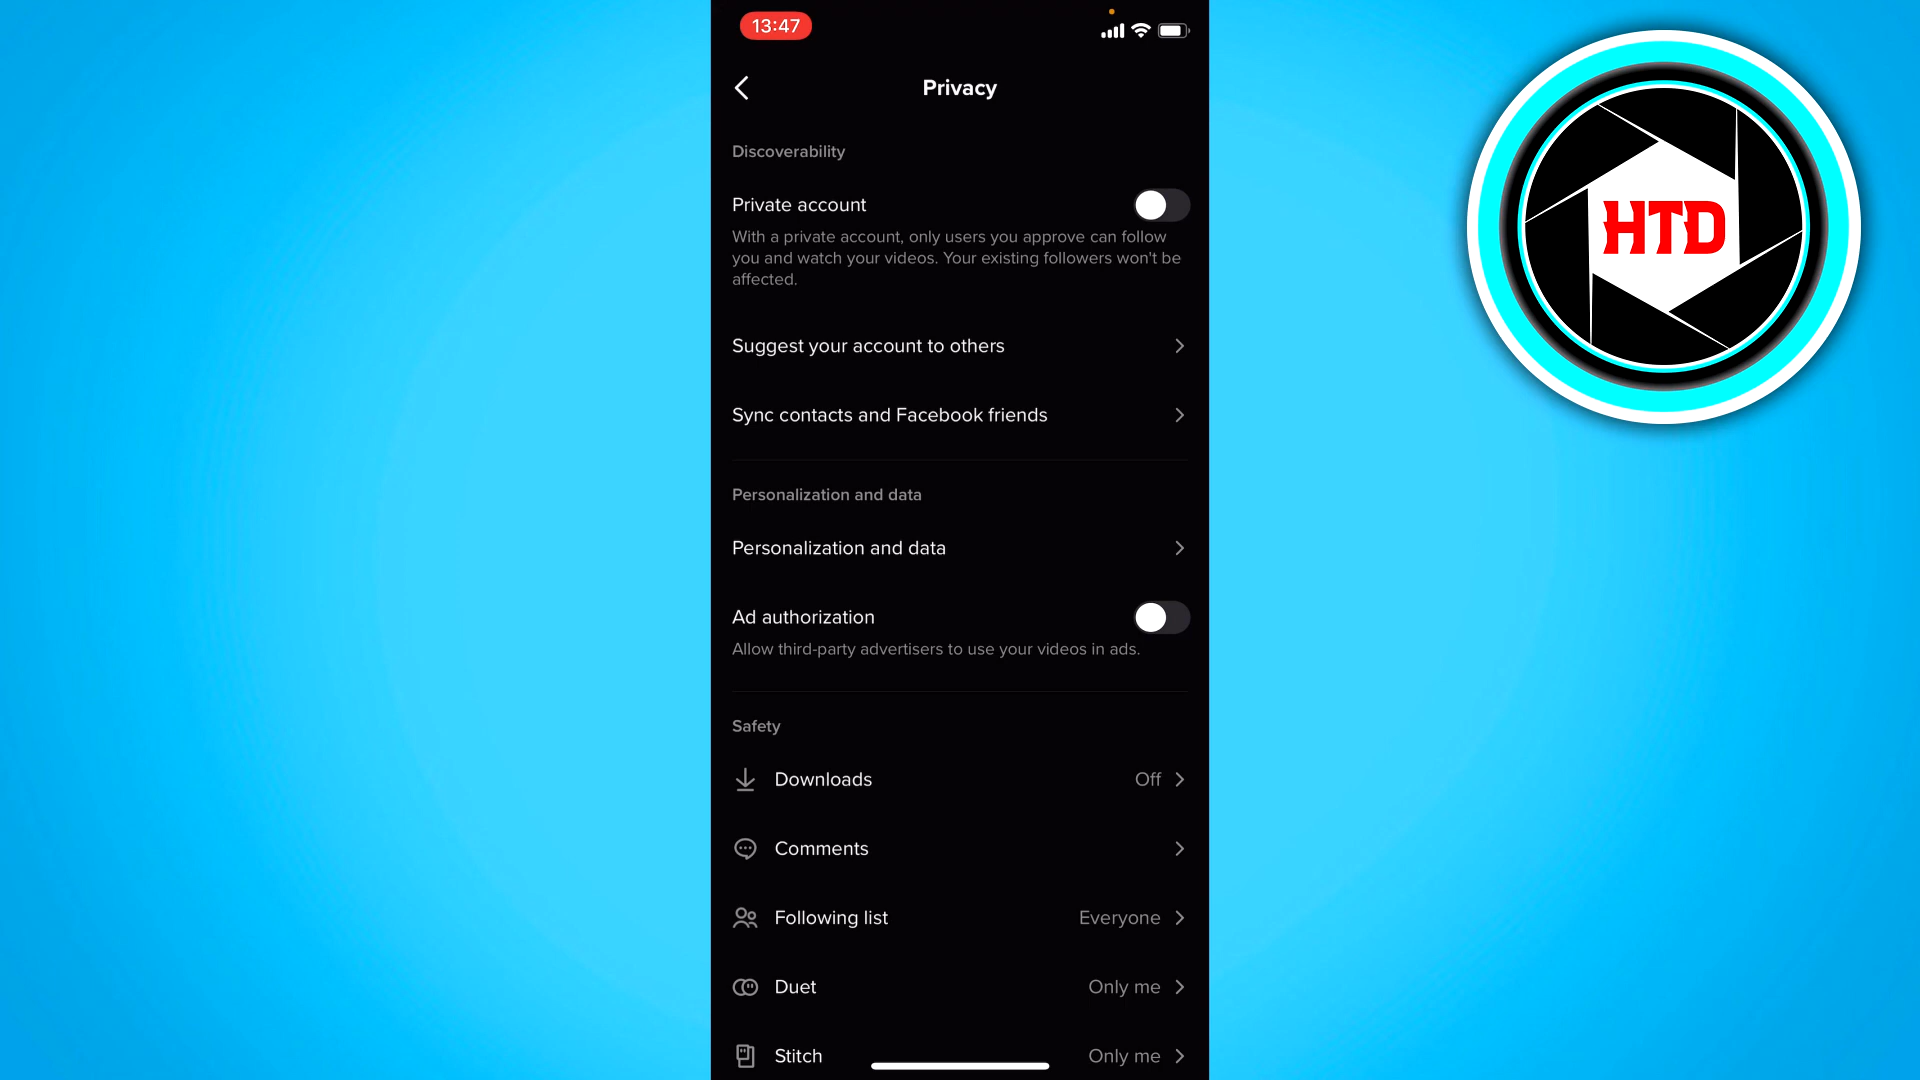 13:47
Privacy
Discoverability
Private account
With a private account, only users you approve can follow
you and watch your videos. Your existing followers won't be
affected.
Suggest your account to others
Sync contacts and Facebook friends
Personalization and data
Personalization and data
Ad authorization
Allow third-party advertisers to use your videos in ads.
Safety
Downloads Off
Comments
Following list Everyone
Duet Only me
Stitch Only me
HTD